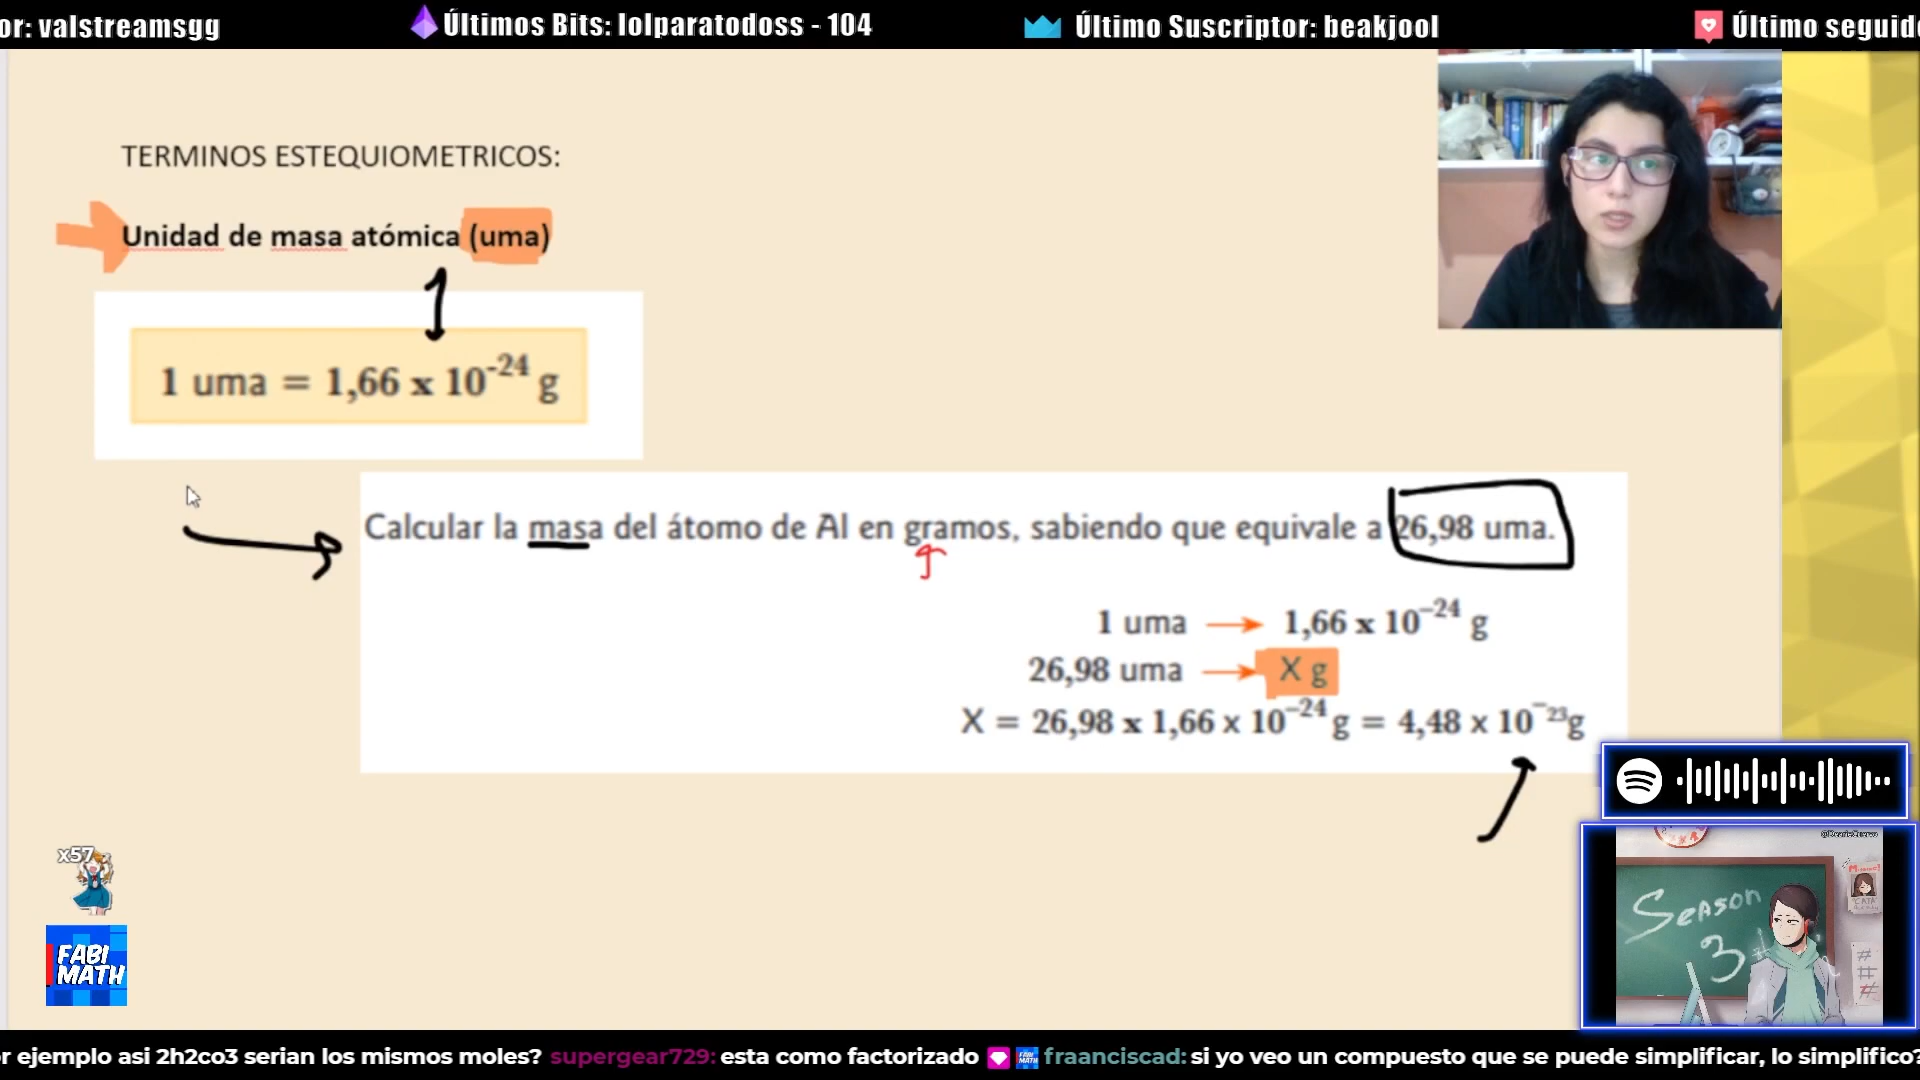 or: valstreamsgg
Últimos Bits: lolparatodoss - 104
Último Suscriptor: beakjool
Último seguid
TERMINOS ESTEQUIOMETRICOS:
Unidad de masa atómica (uma)
1 uma = 1,66 x 10⁻²⁴ g
Calcular la masa del átomo de Al en gramos, sabiendo que equivale a 26,98 uma.
1 uma → 1,66 x 10⁻²⁴ g
26,98 uma → X g
X = 26,98 x 1,66 x 10⁻²⁴ g = 4,48 x 10⁻²³g
x57
FABI
MATH
Season
3
r ejemplo asi 2h2co3 serian los mismos moles? supergear729: esta como factorizado fraanciscad: si yo veo un compuesto que se puede simplificar, lo simplifico?